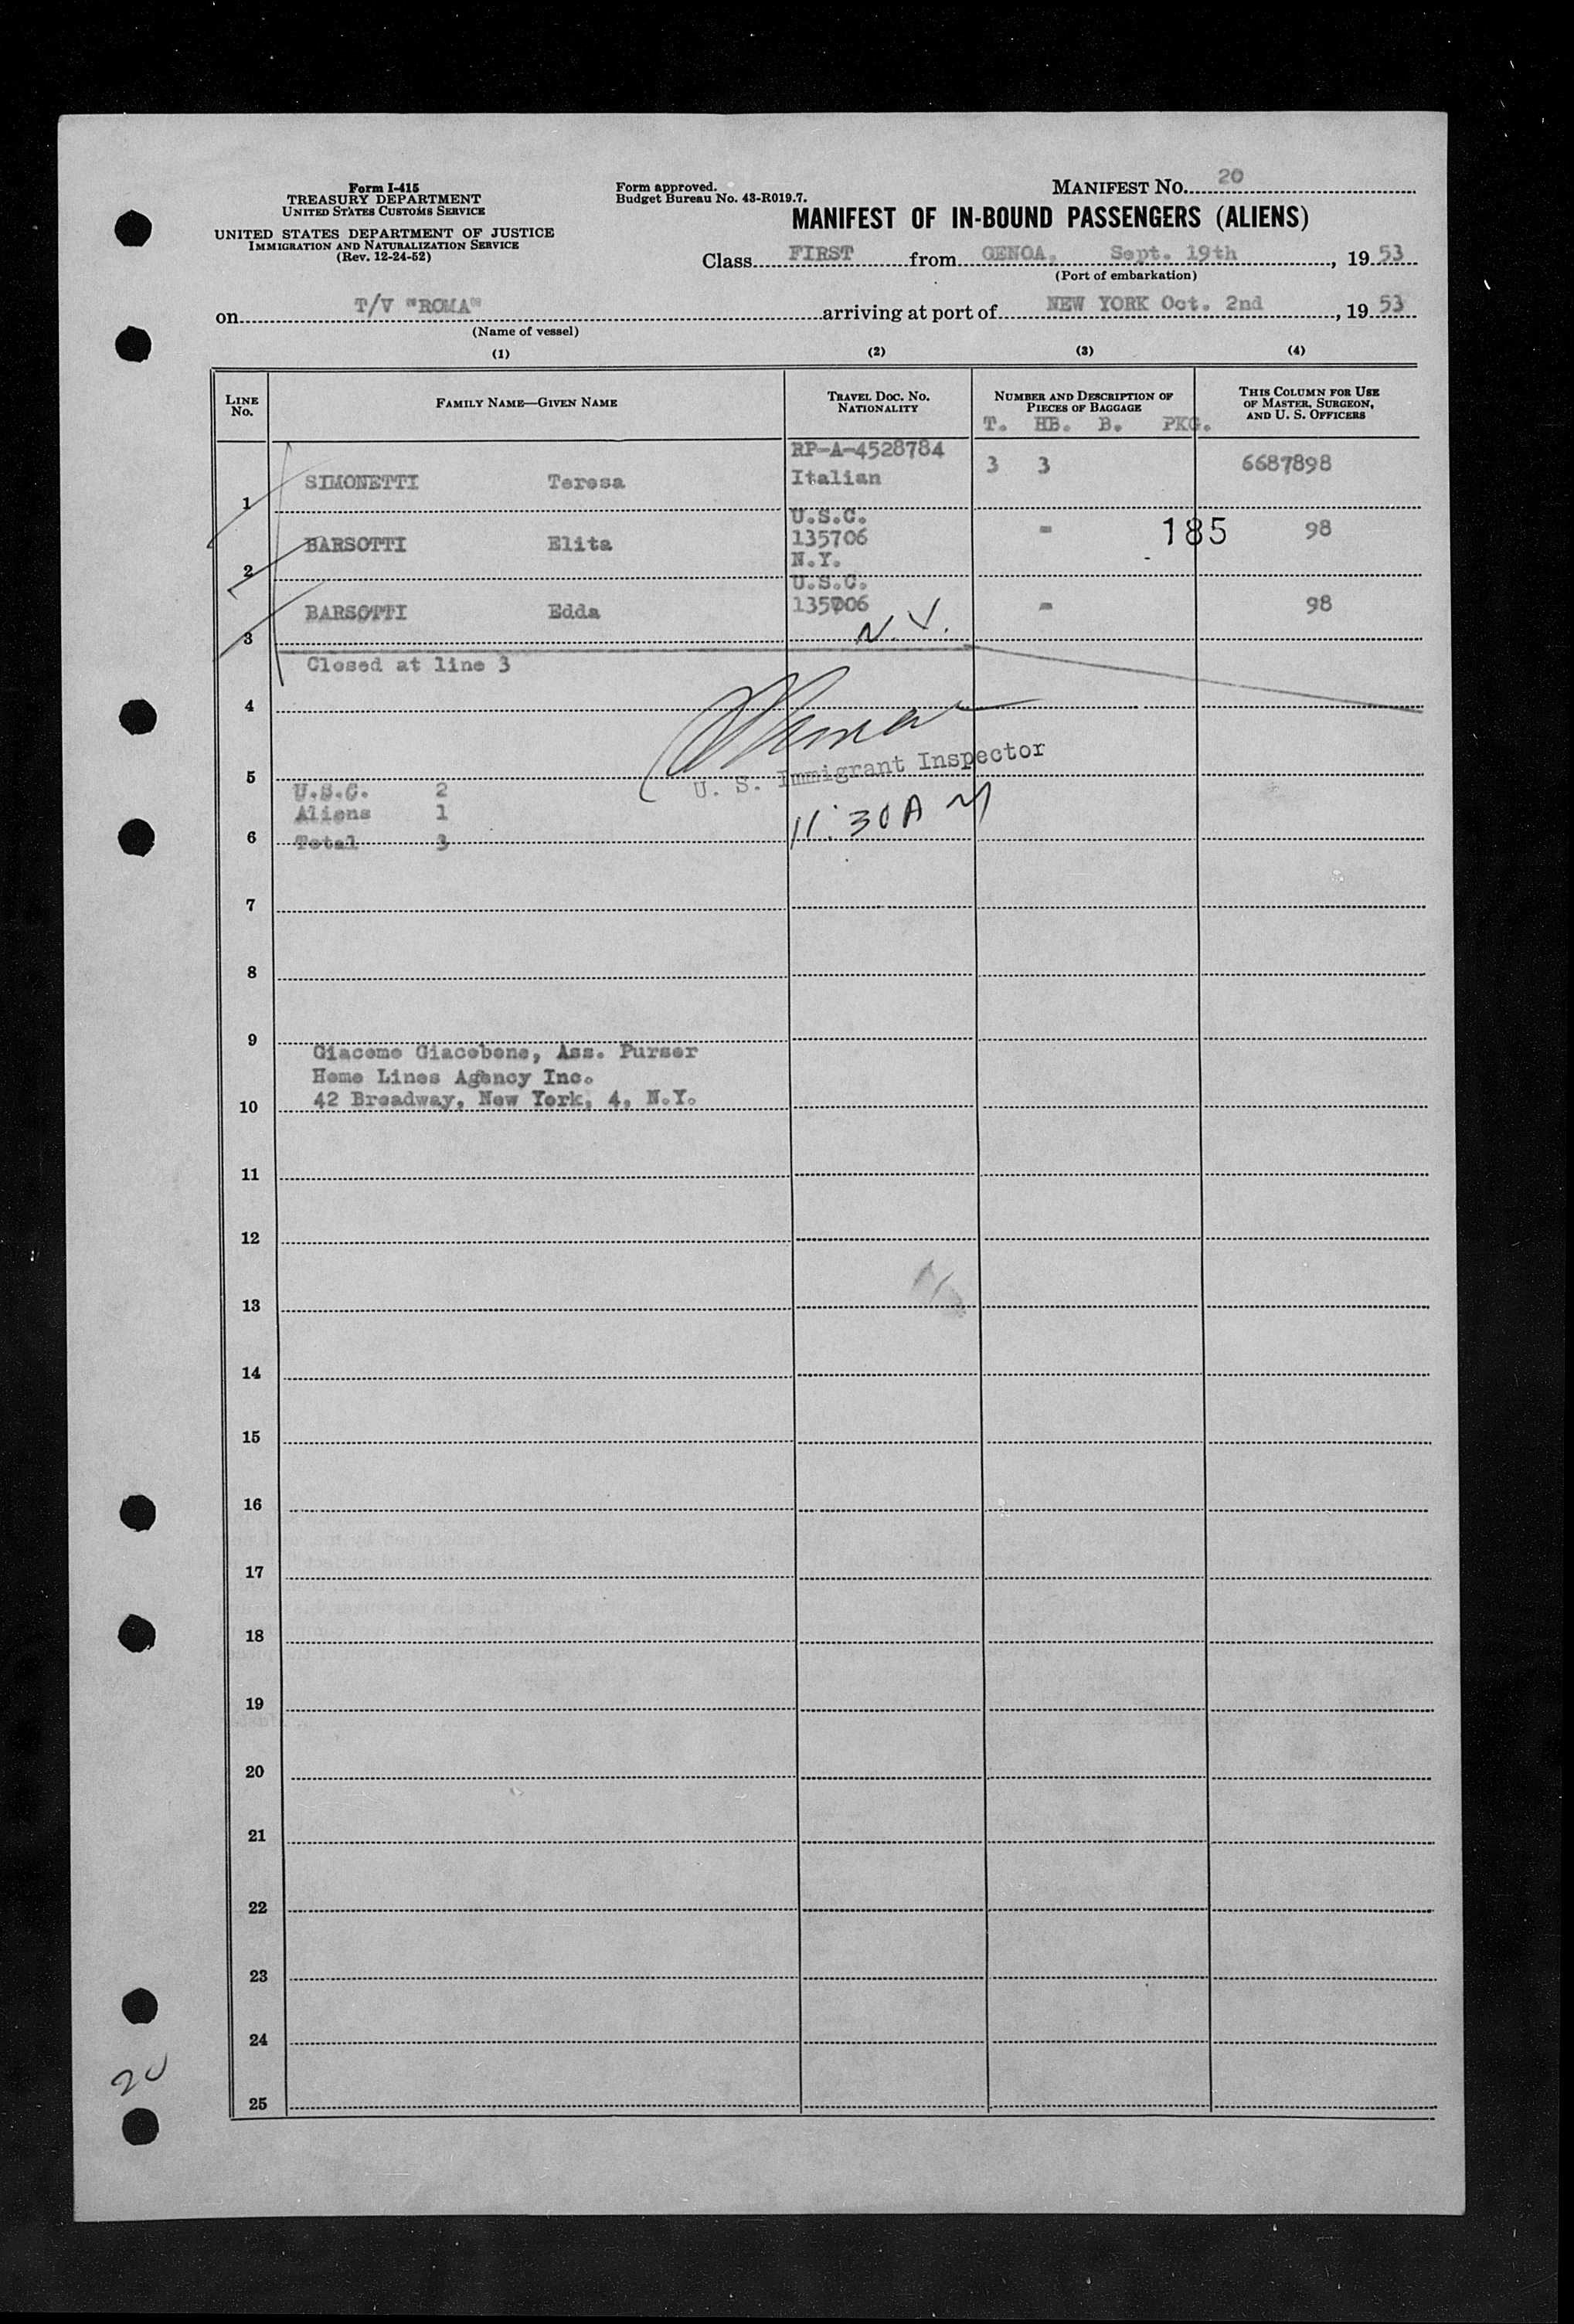 Form I-415
TREASURY DEPARTMENT
UNITED STATES CUSTOMS SERVICE
UNITED STATES DEPARTMENT OF JUSTICE
IMMIGRATION AND NATURALIZATION SERVICE
(Rev. 12-24-52)
Form approved.
Budget Bureau No. 43-R019.7.
MANIFEST NO. 20
MANIFEST OF IN-BOUND PASSENGERS (ALIENS)
Class FIRST from GENOA, Sept. 19th, 1953
(Port of embarkation)
on T/V "ROMA" arriving at port of NEW YORK Oct. 2nd, 1953
(Name of vessel)
(1) (2) (3) (4)
LINE NO. FAMILY NAME—GIVEN NAME TRAVEL DOC. NO. NATIONALITY NUMBER AND DESCRIPTION OF PIECES OF BAGGAGE THIS COLUMN FOR USE OF MASTER, SURGEON, AND U. S. OFFICERS
T. HB. B. PKG.
1 SIMONETTI Teresa RP-A-4528784 Italian 3 3 6687898
2 BARSOTTI Elita U.S.C. 135706 N.Y. - 185 98
3 BARSOTTI Edda U.S.C. 135706 N.Y. - 98
Closed at line 3
4
5
U. S. Immigrant Inspector
U.S.C. 2
Aliens 1
11:30 AM
6 Total 3
7
8
9
Giacomo Giacobone, Ass. Purser
Home Lines Agency Inc.
10 42 Broadway, New York, 4, N.Y.
11
12
13
14
15
16
17
18
19
20
21
22
23
24
25
20